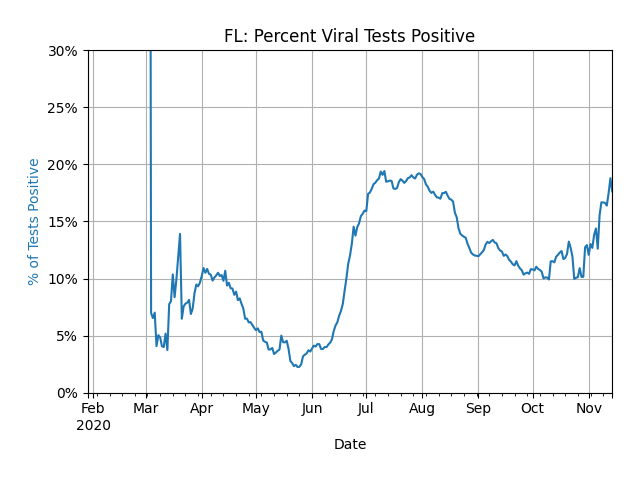 FL: Percent Viral Tests Positive
30%
25%
20%
15%
10%
5%
0%
% of Tests Positive
Feb Mar Apr May Jun Jul Aug Sep Oct Nov
2020
Date